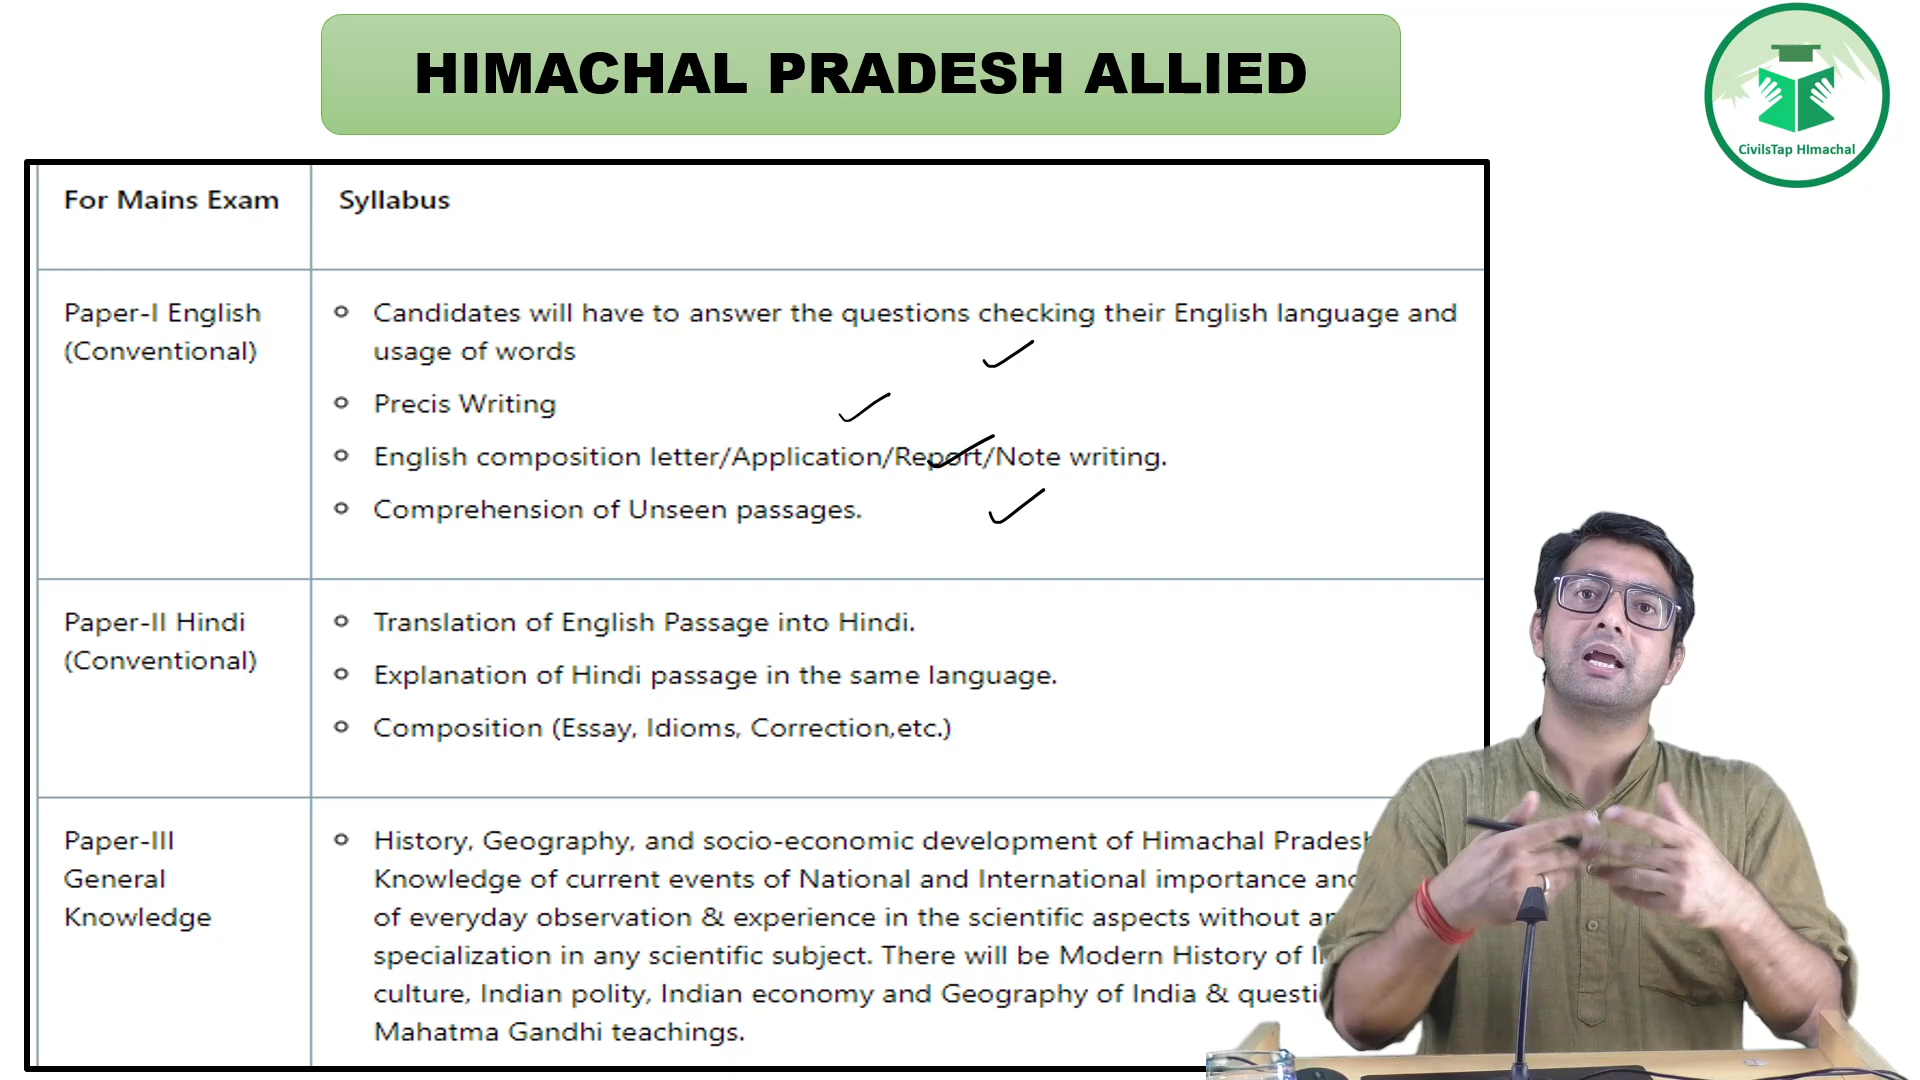 HIMACHAL PRADESH ALLIED
CivilsTap HImachal
For Mains Exam
Syllabus
Paper-I English
(Conventional)
Candidates will have to answer the questions checking their English language and
usage of words
Precis Writing
English composition letter/Application/Report/Note writing.
Comprehension of Unseen passages.
Paper-II Hindi
(Conventional)
Translation of English Passage into Hindi.
Explanation of Hindi passage in the same language.
Composition (Essay, Idioms, Correction,etc.)
Paper-III
General
Knowledge
History, Geography, and socio-economic development of Himachal Pradesh
Knowledge of current events of National and International importance
of everyday observation & experience in the scientific aspects without
specialization in any scientific subject. There will be Modern History of
culture, Indian polity, Indian economy and Geography of India &
Mahatma Gandhi teachings.